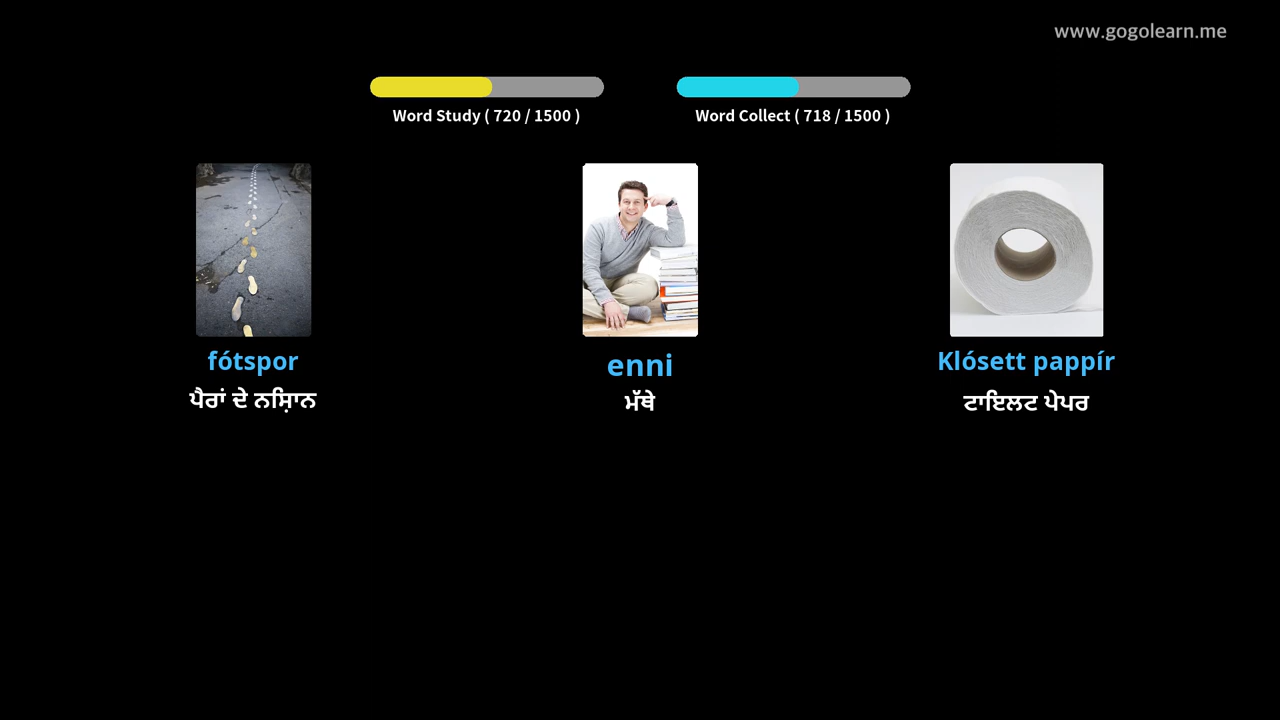 www.gogolearn.me
Word Study ( 720 / 1500 )
Word Collect ( 718 / 1500 )
fótspor
enni
Klósett pappír
ਪੈਰਾਂ ਦੇ ਨਸ਼ਿਾਨ
ਮੱਥੇ
ਟਾਇਲਟ ਪੇਪਰ